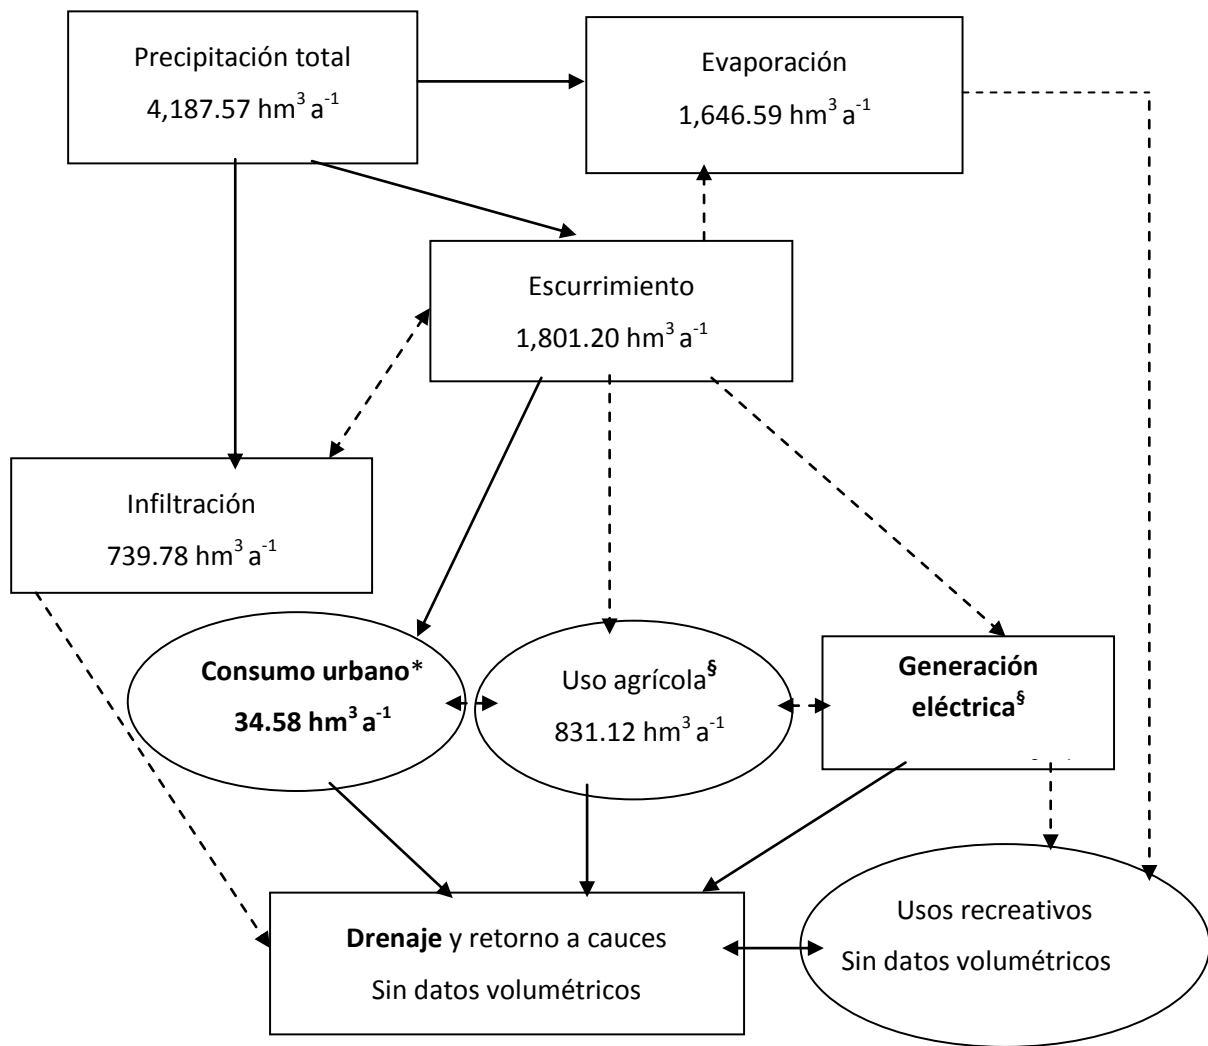 Precipitación total
4,187.57 hm³ a⁻¹
Evaporación
1,646.59 hm³ a⁻¹
Escurrimiento
1,801.20 hm³ a⁻¹
Infiltración
739.78 hm³ a⁻¹
Consumo urbano*
34.58 hm³ a⁻¹
Uso agrícola§
831.12 hm³ a⁻¹
Generación
eléctrica§
Drenaje y retorno a cauces
Sin datos volumétricos
Usos recreativos
Sin datos volumétricos